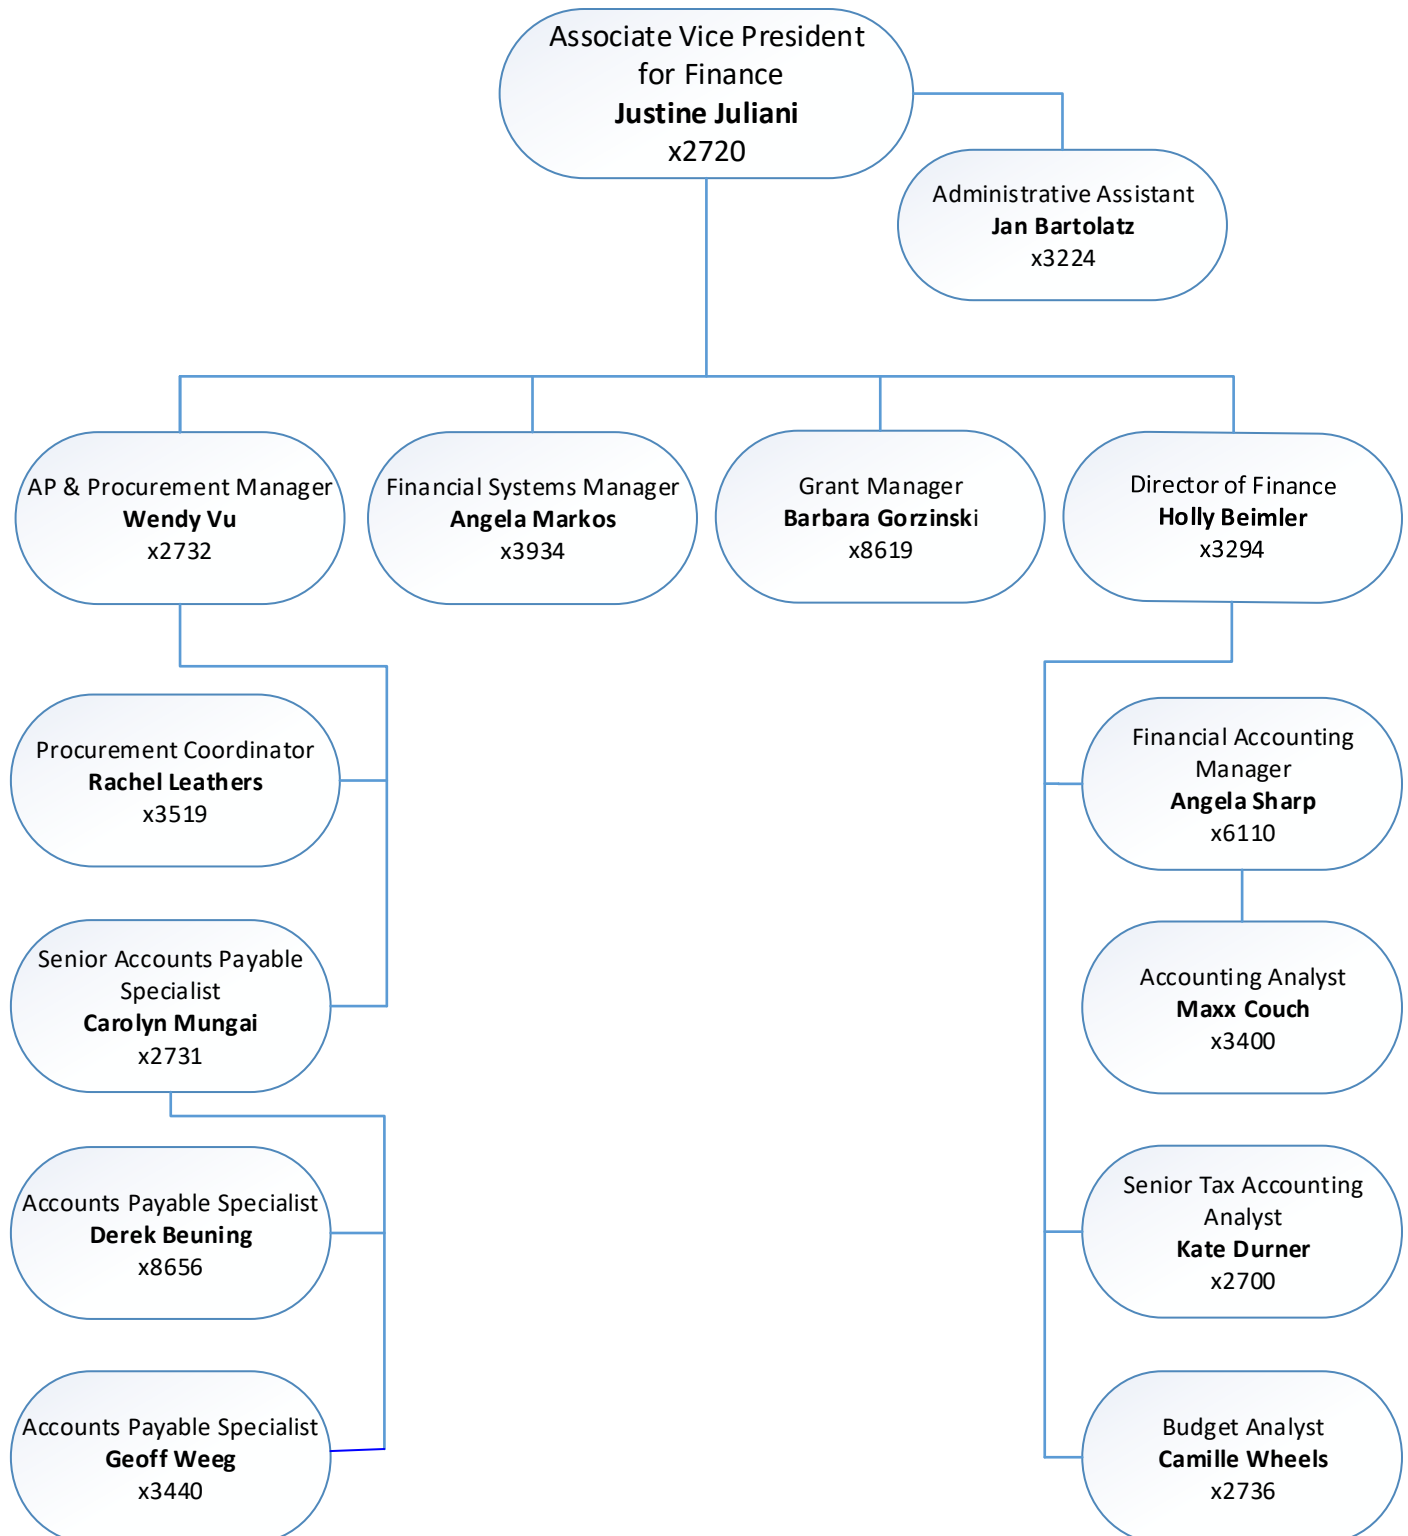 Associate Vice President
for Finance
Justine Juliani
x2720
Administrative Assistant
Jan Bartolatz
x3224
AP & Procurement Manager
Wendy Vu
x2732
Financial Systems Manager
Angela Markos
x3934
Grant Manager
Barbara Gorzinski
x8619
Director of Finance
Holly Beimler
x3294
Procurement Coordinator
Rachel Leathers
x3519
Senior Accounts Payable
Specialist
Carolyn Mungai
x2731
Accounts Payable Specialist
Derek Beuning
x8656
Accounts Payable Specialist
Geoff Weeg
x3440
Financial Accounting
Manager
Angela Sharp
x6110
Accounting Analyst
Maxx Couch
x3400
Senior Tax Accounting
Analyst
Kate Durner
x2700
Budget Analyst
Camille Wheels
x2736